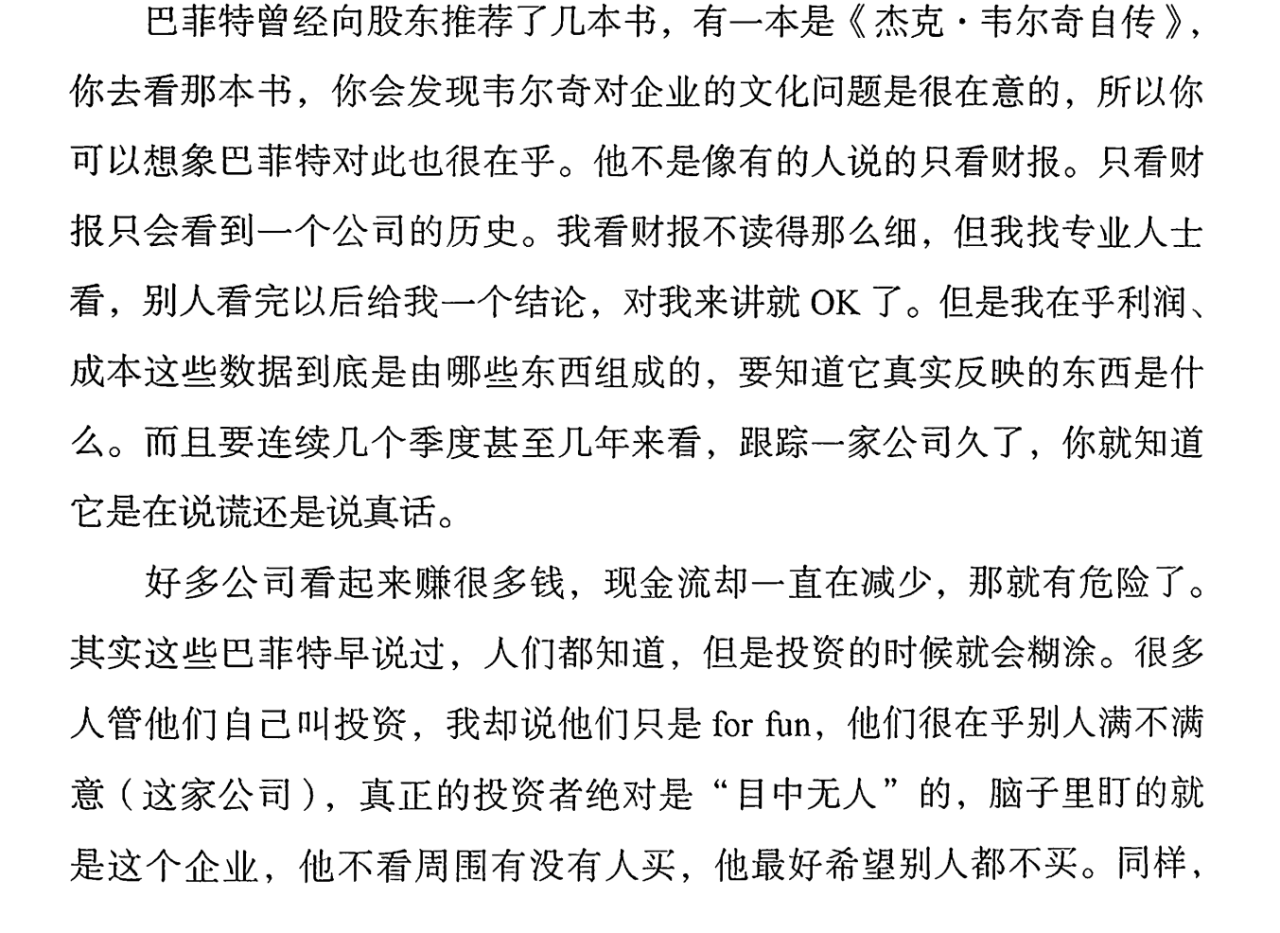 巴菲特曾经向股东推荐了几本书，有一本是《杰克·韦尔奇自传》，
你去看那本书，你会发现韦尔奇对企业的文化问题是很在意的，所以你
可以想象巴菲特对此也很在乎。他不是像有的人说的只看财报。只看财
报只会看到一个公司的历史。我看财报不读得那么细，但我找专业人士
看，别人看完以后给我一个结论，对我来讲就 OK 了。但是我在乎利润、
成本这些数据到底是由哪些东西组成的，要知道它真实反映的东西是什
么。而且要连续几个季度甚至几年来看，跟踪一家公司久了，你就知道
它是在说谎还是说真话。
好多公司看起来赚很多钱，现金流却一直在减少，那就有危险了。
其实这些巴菲特早说过，人们都知道，但是投资的时候就会糊涂。很多
人管他们自己叫投资，我却说他们只是 for fun，他们很在乎别人满不满
意（这家公司），真正的投资者绝对是“目中无人”的，脑子里盯的就
是这个企业，他不看周围有没有人买，他最好希望别人都不买。同样，